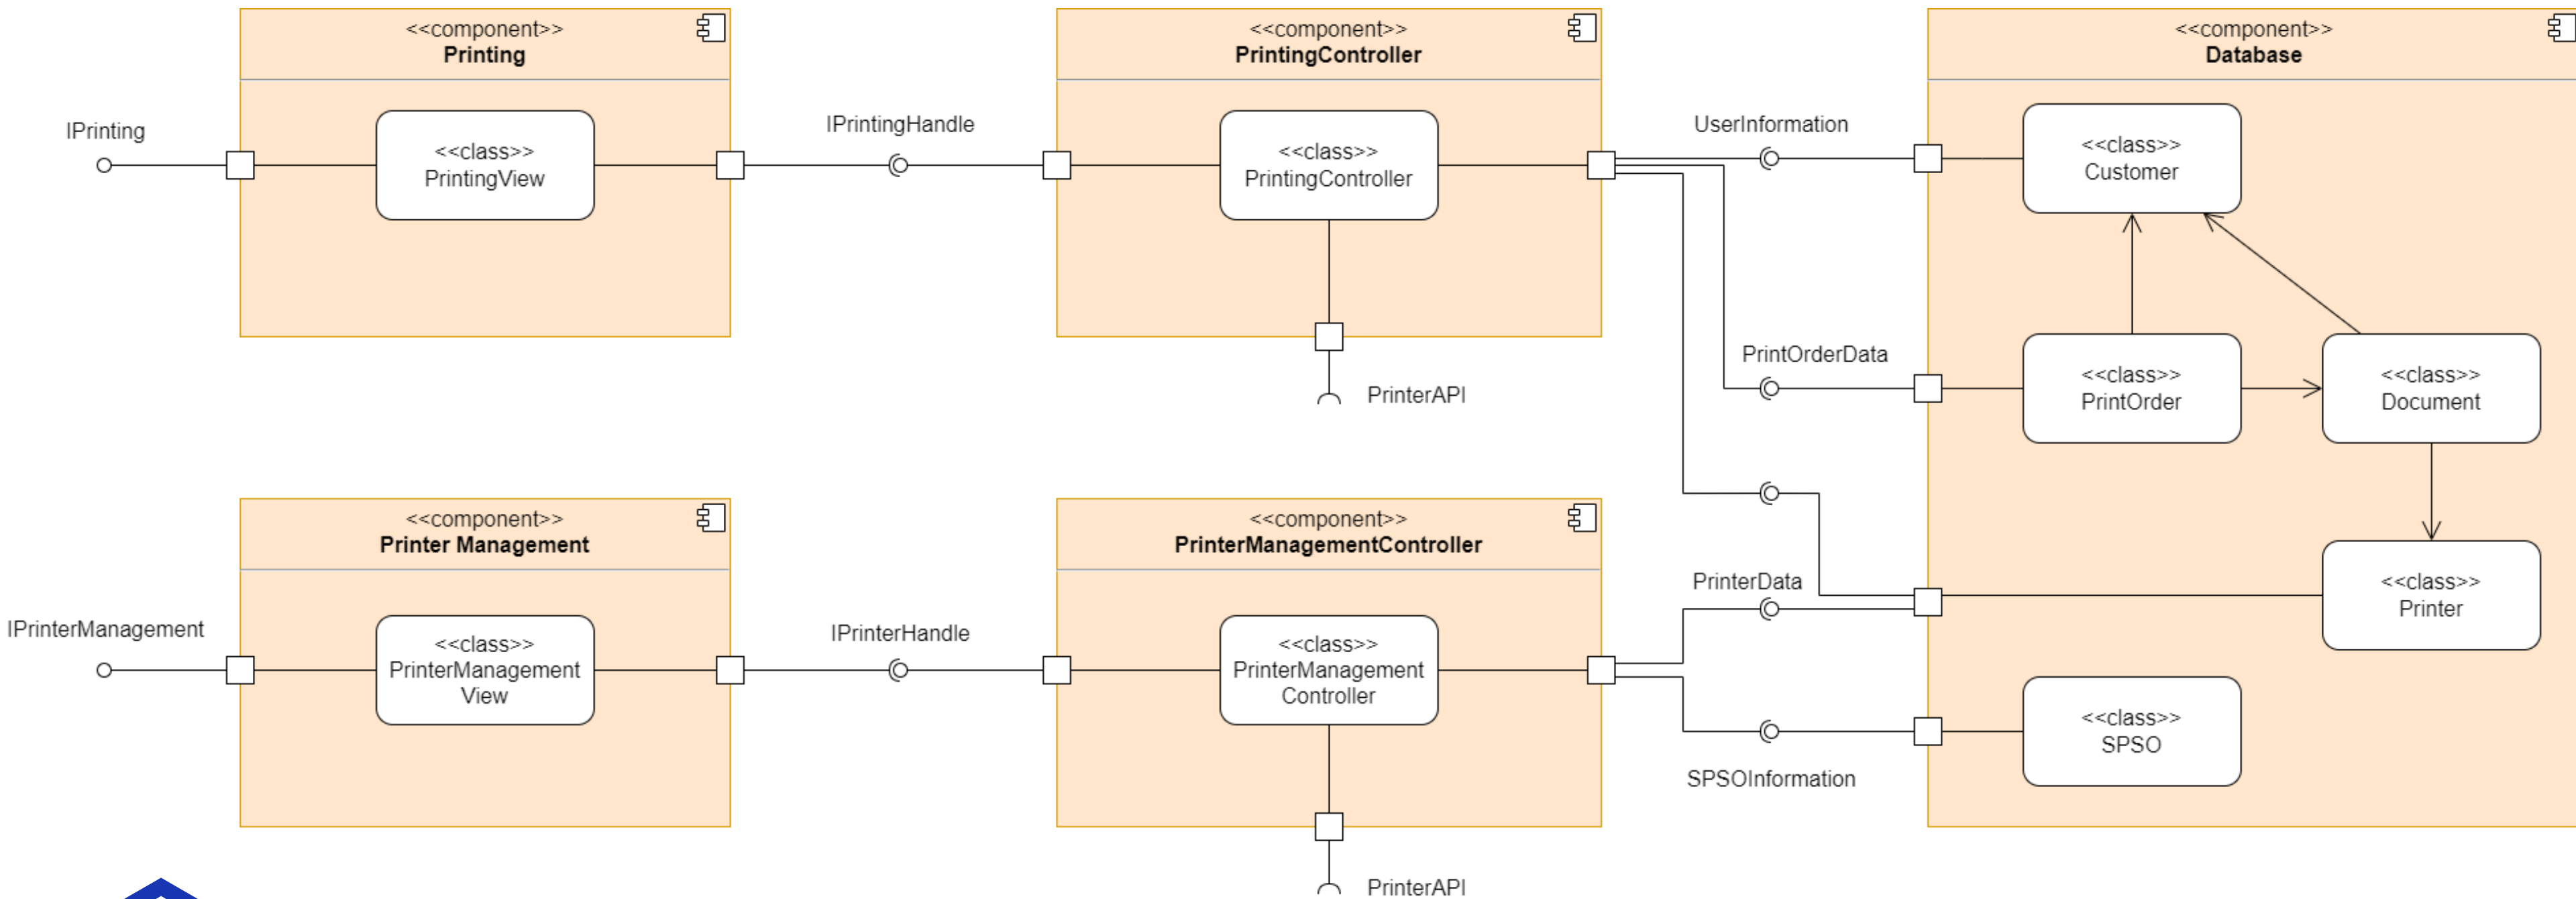 <<component>>
Printing
<<component>>
PrintingController
<<component>>
Database
IPrinting
<<class>>
PrintingView
IPrintingHandle
<<class>>
PrintingController
UserInformation
<<class>>
Customer
PrinterAPI
PrintOrderData
<<class>>
PrintOrder
<<class>>
Document
<<component>>
Printer Management
<<component>>
PrinterManagementController
IPrinterManagement
<<class>>
PrinterManagement
View
IPrinterHandle
<<class>>
PrinterManagement
Controller
PrinterData
<<class>>
Printer
SPSOInformation
<<class>>
SPSO
PrinterAPI